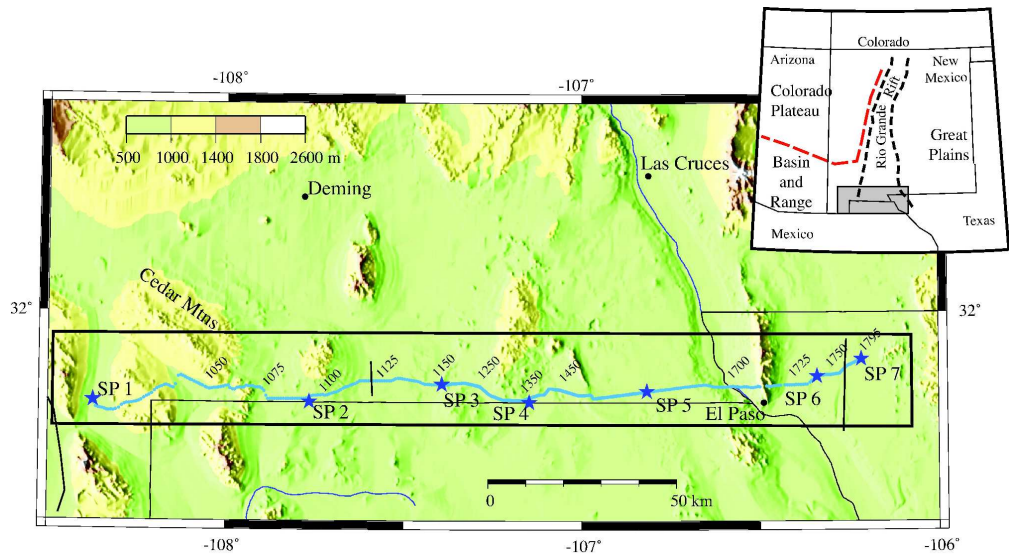 -108°
-107°
Colorado
Arizona
New
Mexico
Colorado
Plateau
Rio Grande Rift
Great
Plains
Basin
and
Range
Mexico
Texas
500 1000 1400 1800 2600 m
Deming
Las Cruces
Cedar Mtns
32°
32°
1050
1075
1100
1125
1150
1250
1350
1450
1700
1725
1750
1795
SP 1
SP 2
SP 3
SP 4
SP 5
SP 6
SP 7
El Paso
0 50 km
-108°
-107°
-106°